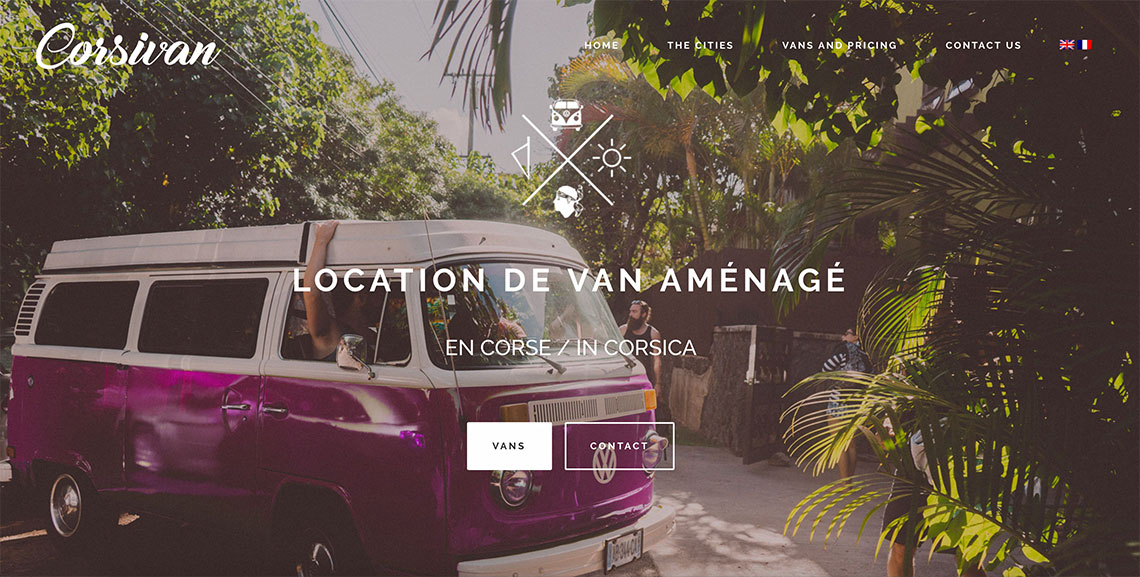 Corsivan
HOME THE CITIES VANS AND PRICING CONTACT US
LOCATION DE VAN AMÉNAGÉ
EN CORSE / IN CORSICA
VANS CONTACT